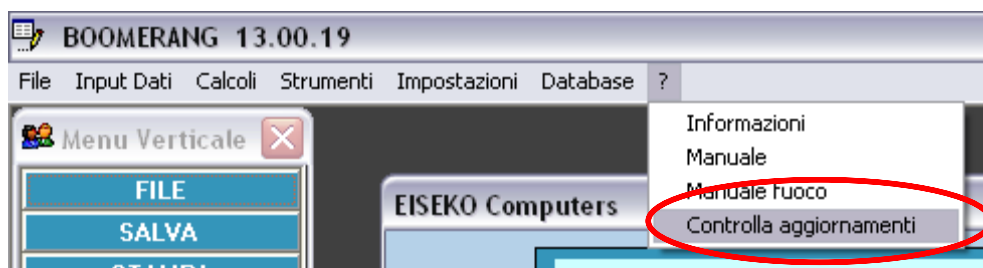 BOOMERANG 13.00.19
File Input Dati Calcoli Strumenti Impostazioni Database ?
Informazioni
Manuale
Manuale fuoco
Controlla aggiornamenti
Menu Verticale
FILE
SALVA
STAMPA
EISEKO Computers